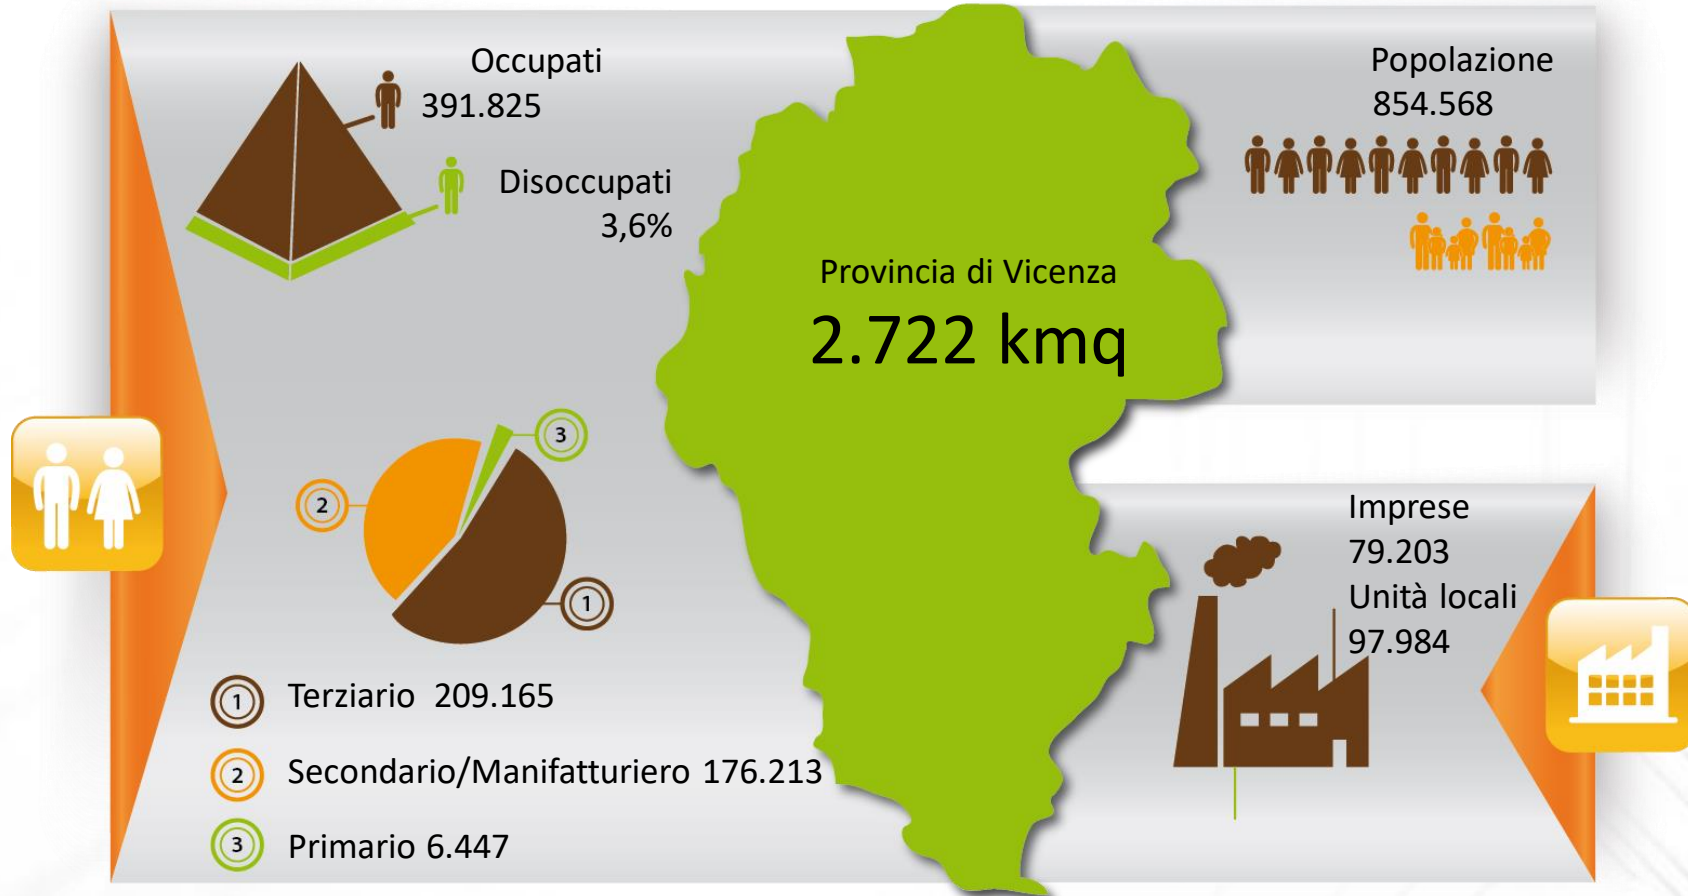 Occupati
391.825
Disoccupati
3,6%
Popolazione
854.568
Provincia di Vicenza
2.722 kmq
3
2
1
1 Terziario 209.165
2 Secondario/Manifatturiero 176.213
3 Primario 6.447
Imprese
79.203
Unità locali
97.984